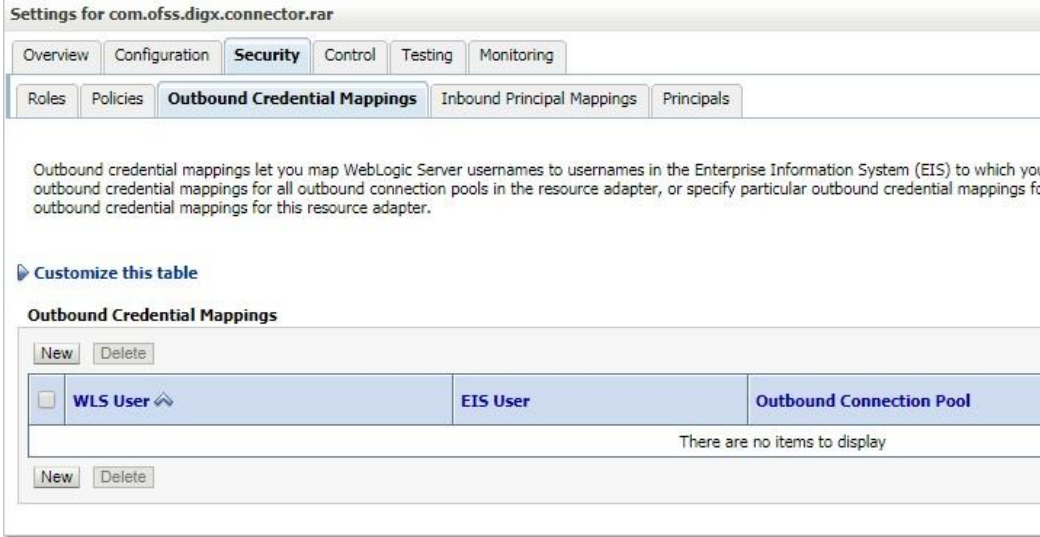 Settings for com.ofss.digx.connector.rar
Overview Configuration Security Control Testing Monitoring
Roles Policies Outbound Credential Mappings Inbound Principal Mappings Principals
Outbound credential mappings let you map WebLogic Server usernames to usernames in the Enterprise Information System (EIS) to which
outbound credential mappings for all outbound connection pools in the resource adapter, or specify particular outbound credential mappings
outbound credential mappings for this resource adapter.
Customize this table
Outbound Credential Mappings
New Delete
WLS User EIS User Outbound Connection Pool
There are no items to display
New Delete